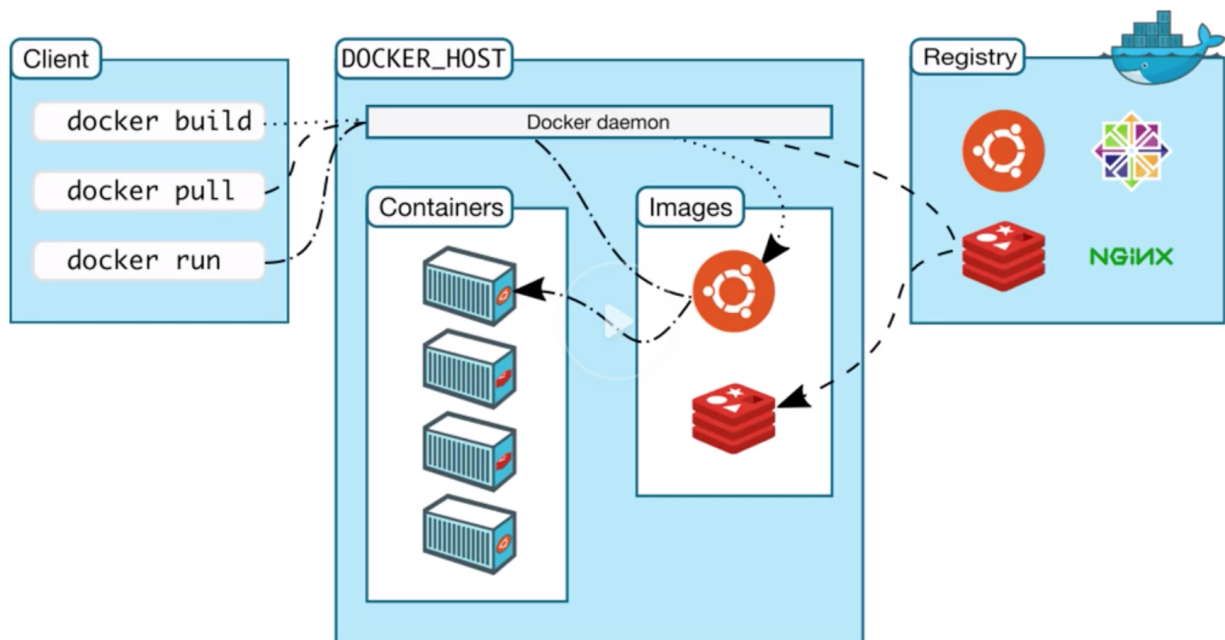 Client
docker build
docker pull
docker run
DOCKER_HOST
Docker daemon
Containers
Images
Registry
NGINX